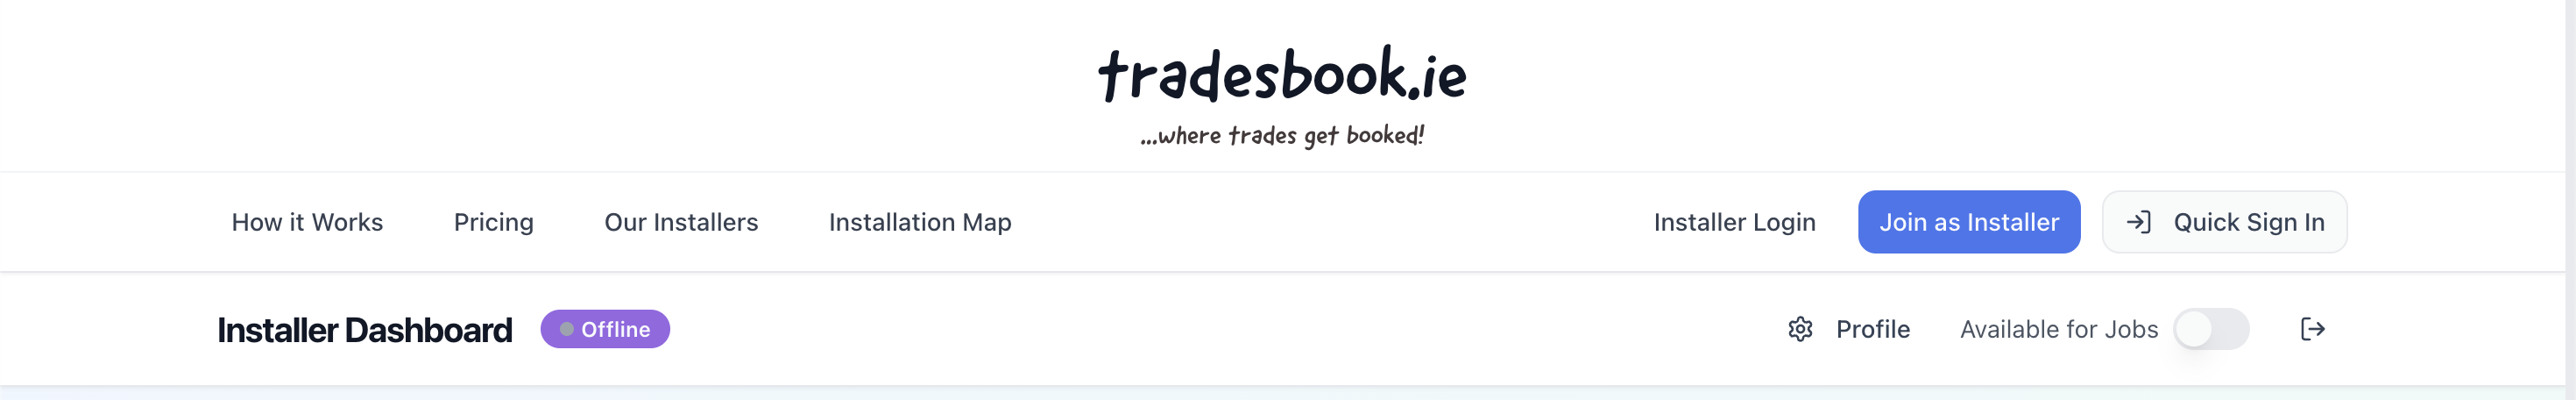 tradesbook.ie
...where trades get booked!
How it Works Pricing Our Installers Installation Map Installer Login Join as Installer Quick Sign In
Installer Dashboard Offline Profile Available for Jobs